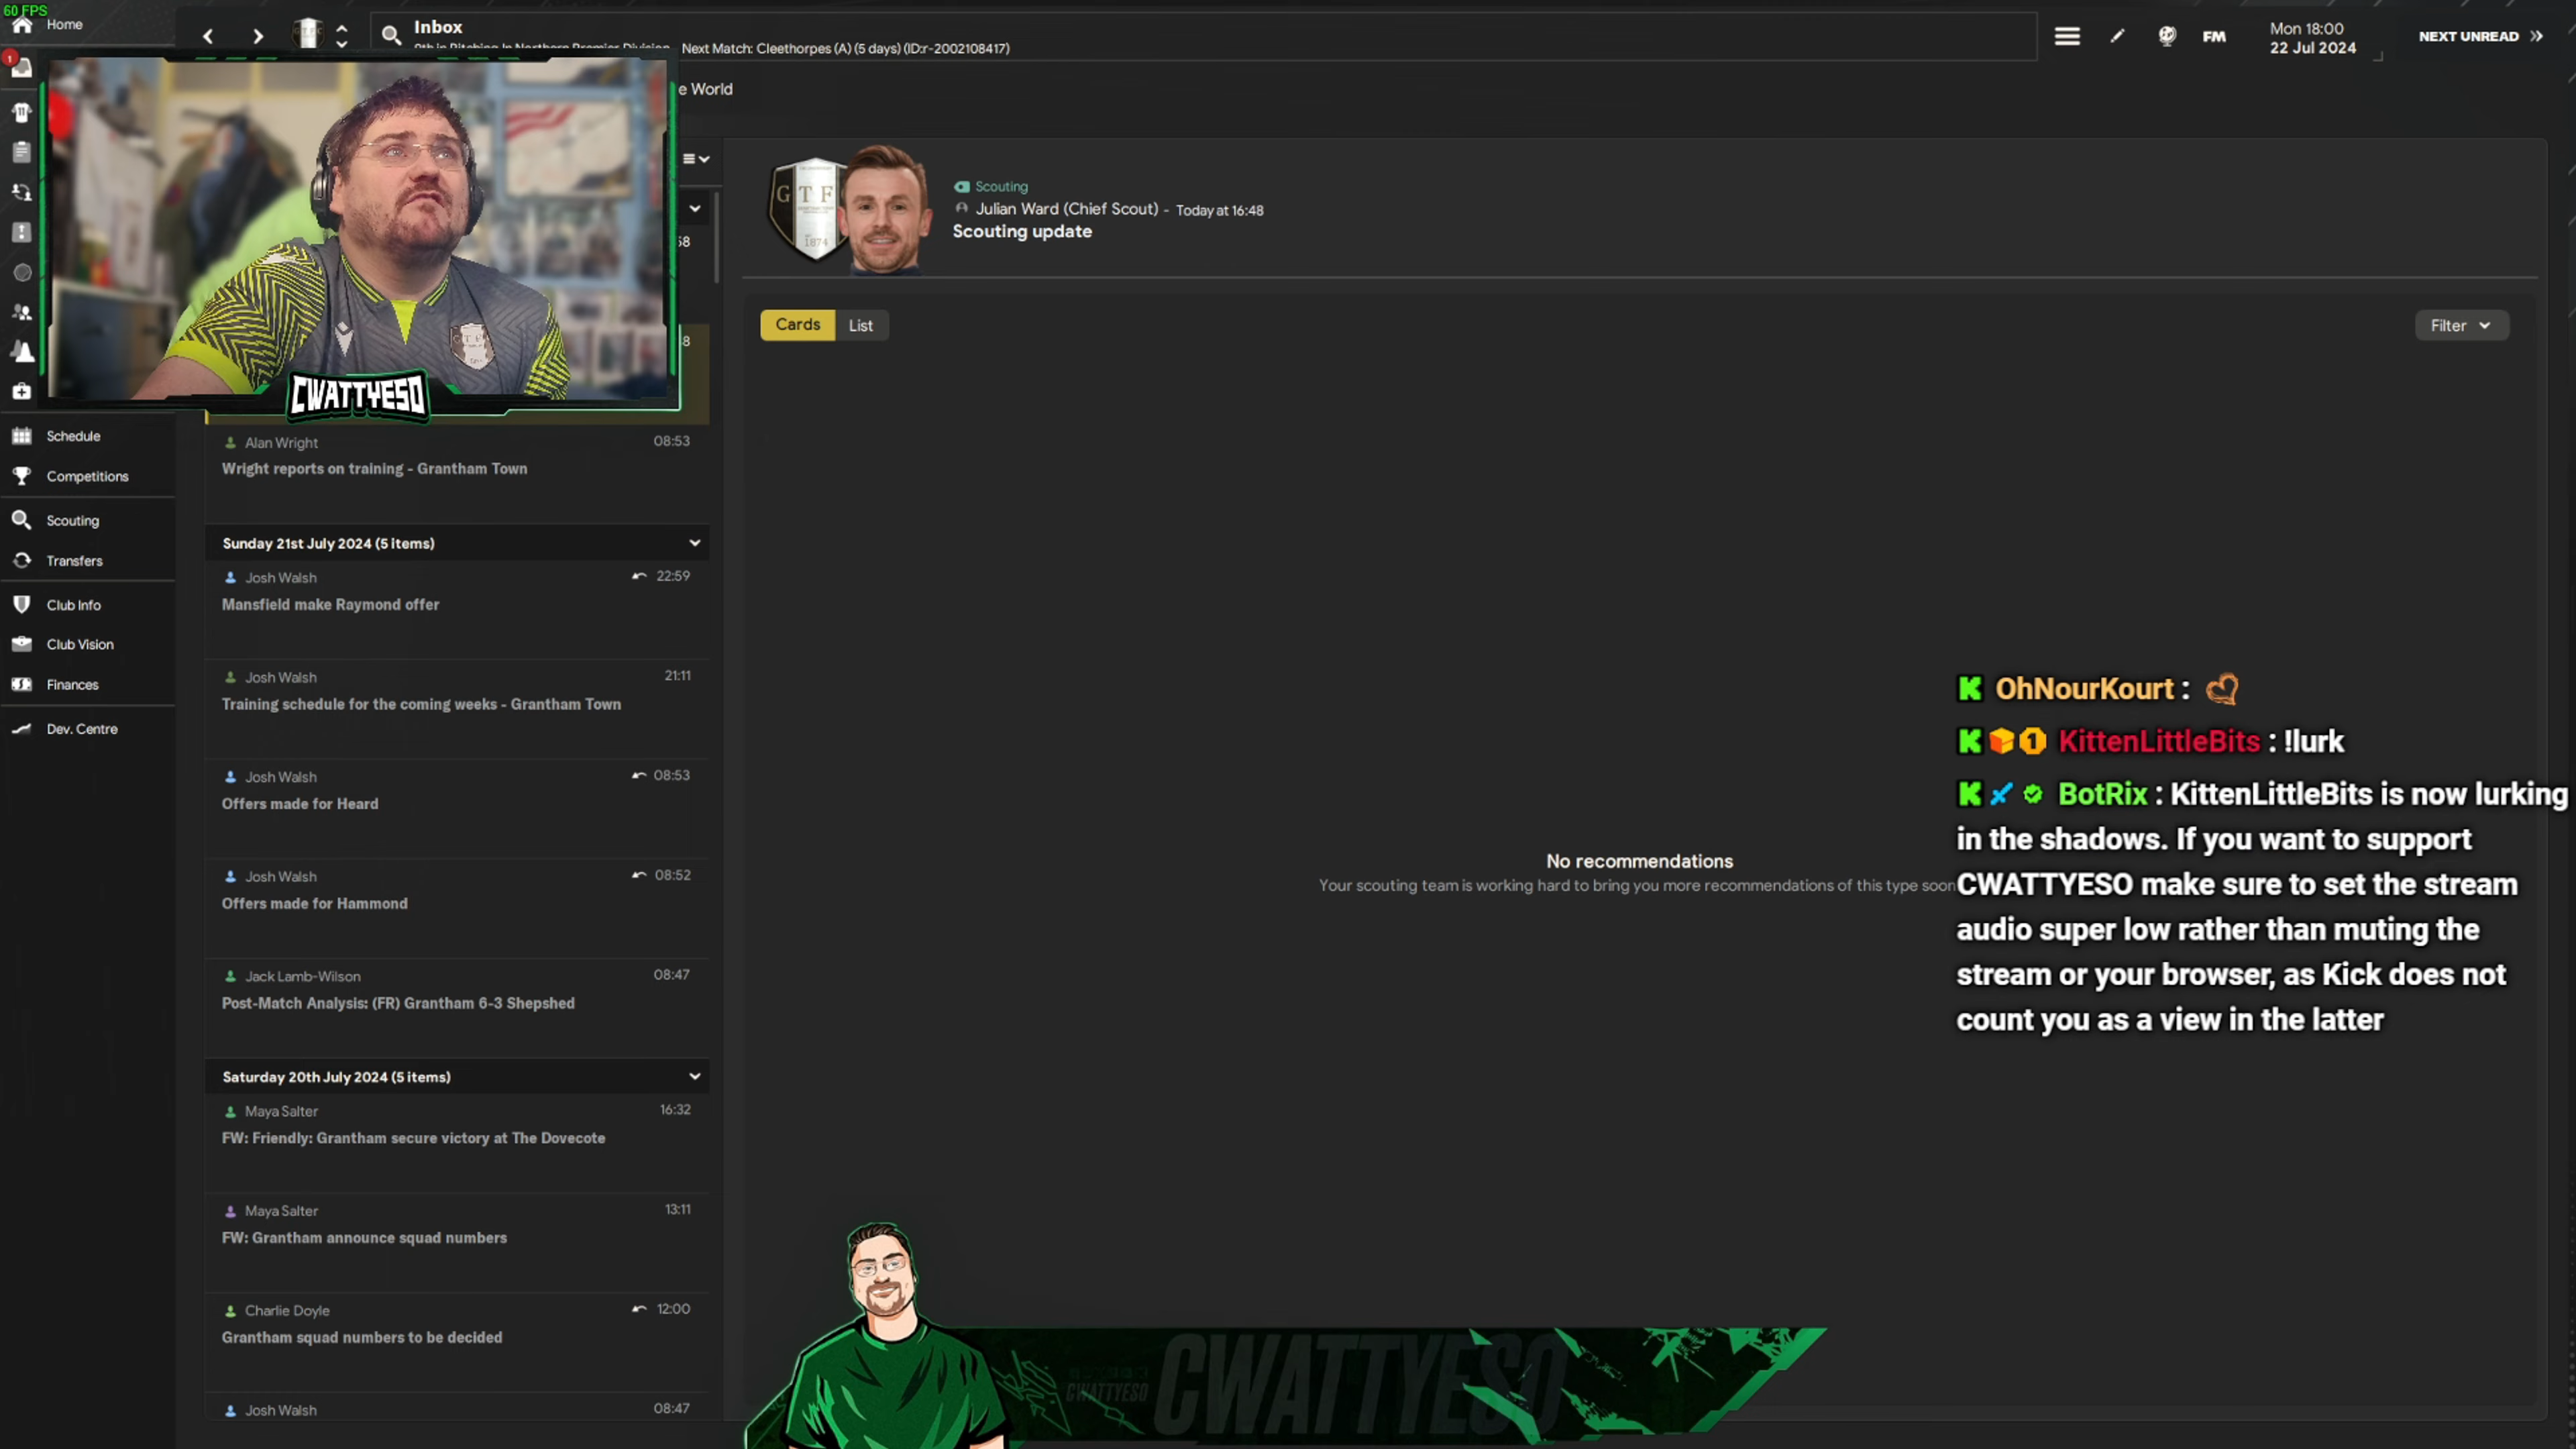 60 FPS
Home
Inbox
Next Match: Cleethorpes (A) (5 days) (ID:r-2002108417)
FM
Mon 18:00
22 Jul 2024
NEXT UNREAD
1
e World
G T F
1874
Scouting
Julian Ward (Chief Scout) - Today at 16:48
Scouting update
Cards
List
Filter
CWATTYESO
Schedule
Competitions
Scouting
Transfers
Club Info
Club Vision
Finances
Dev. Centre
Alan Wright 08:53
Wright reports on training - Grantham Town
Sunday 21st July 2024 (5 items)
Josh Walsh 22:59
Mansfield make Raymond offer
Josh Walsh 21:11
Training schedule for the coming weeks - Grantham Town
Josh Walsh 08:53
Offers made for Heard
Josh Walsh 08:52
Offers made for Hammond
Jack Lamb-Wilson 08:47
Post-Match Analysis: (FR) Grantham 6-3 Shepshed
Saturday 20th July 2024 (5 items)
Maya Salter 16:32
FW: Friendly: Grantham secure victory at The Dovecote
Maya Salter 13:11
FW: Grantham announce squad numbers
Charlie Doyle 12:00
Grantham squad numbers to be decided
Josh Walsh 08:47
No recommendations
Your scouting team is working hard to bring you more recommendations of this type soon
K OhNourKourt :
K 1 KittenLittleBits : !lurk
K BotRix : KittenLittleBits is now lurking
in the shadows. If you want to support
CWATTYESO make sure to set the stream
audio super low rather than muting the
stream or your browser, as Kick does not
count you as a view in the latter
CWATTYESO
CWATTYESO